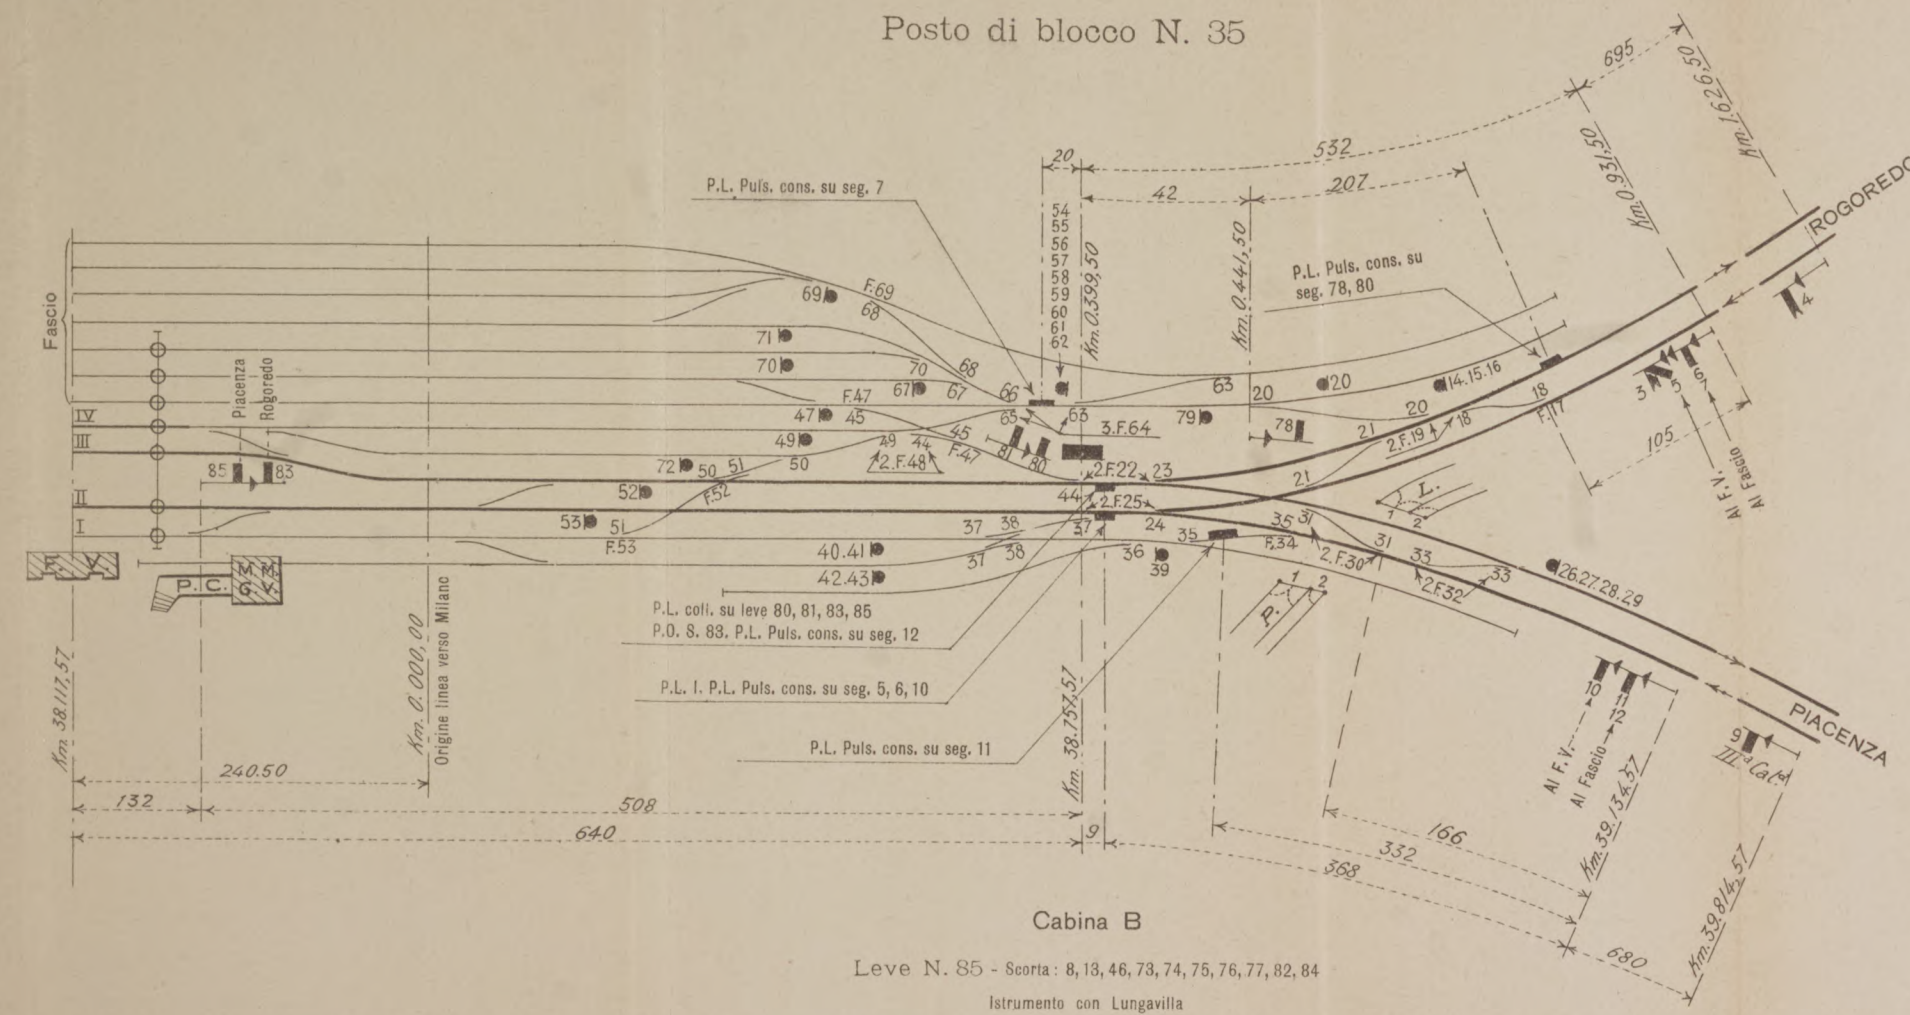 Posto di blocco N. 35
695
Km. 1.626,50
20
532
42
207
Km. 0.931,50
ROGOREDO
P.L. Puls. cons. su seg. 7
54
55
56
57
58
59
60
61
62
Km. 0.399,50
Km. 0.441,50
P.L. Puls. cons. su
seg. 78, 80
4
Fascio
69
F.69
68
71
70
70
68
67
67
66
63
20
20
14.15.16
18
3
5
6
Piacenza
Rogoredo
IV
III
II
I
F.47
47
45
65
63
79
78
20
18
F.17
49
49
44
45
F.47
81
80
3.F.64
21
2.F.19
105
85
83
72
50
51
50
2.F.48
2.F.22
23
21
Al F.V.
Al Fascio
52
F.52
44
2.F.25
L.
1
2
53
51
F.53
37
38
37
24
35
35
31
F.34
31
40.41
37
38
36
39
2.F.30
33
33
26.27.28.29
42.43
1
2
P.
2.F.32
F. V.
P. C.
M. M.
G. V.
P.L. coll. su leve 80, 81, 83, 85
P.O. S. 83. P.L. Puls. cons. su seg. 12
P.L. I. P.L. Puls. cons. su seg. 5, 6, 10
P.L. Puls. cons. su seg. 11
Km. 38.117,57
Km. 0.000,00
Origine linea verso Milano
Km. 38.757,57
10
11
12
9
IIIª Cat.
PIACENZA
Al F.V.
Al Fascio
Km. 39.134,57
Km. 39.814,57
240.50
132
508
640
9
166
332
368
680
Cabina B
Leve N. 85 - Scorta : 8, 13, 46, 73, 74, 75, 76, 77, 82, 84
Istrumento con Lungavilla